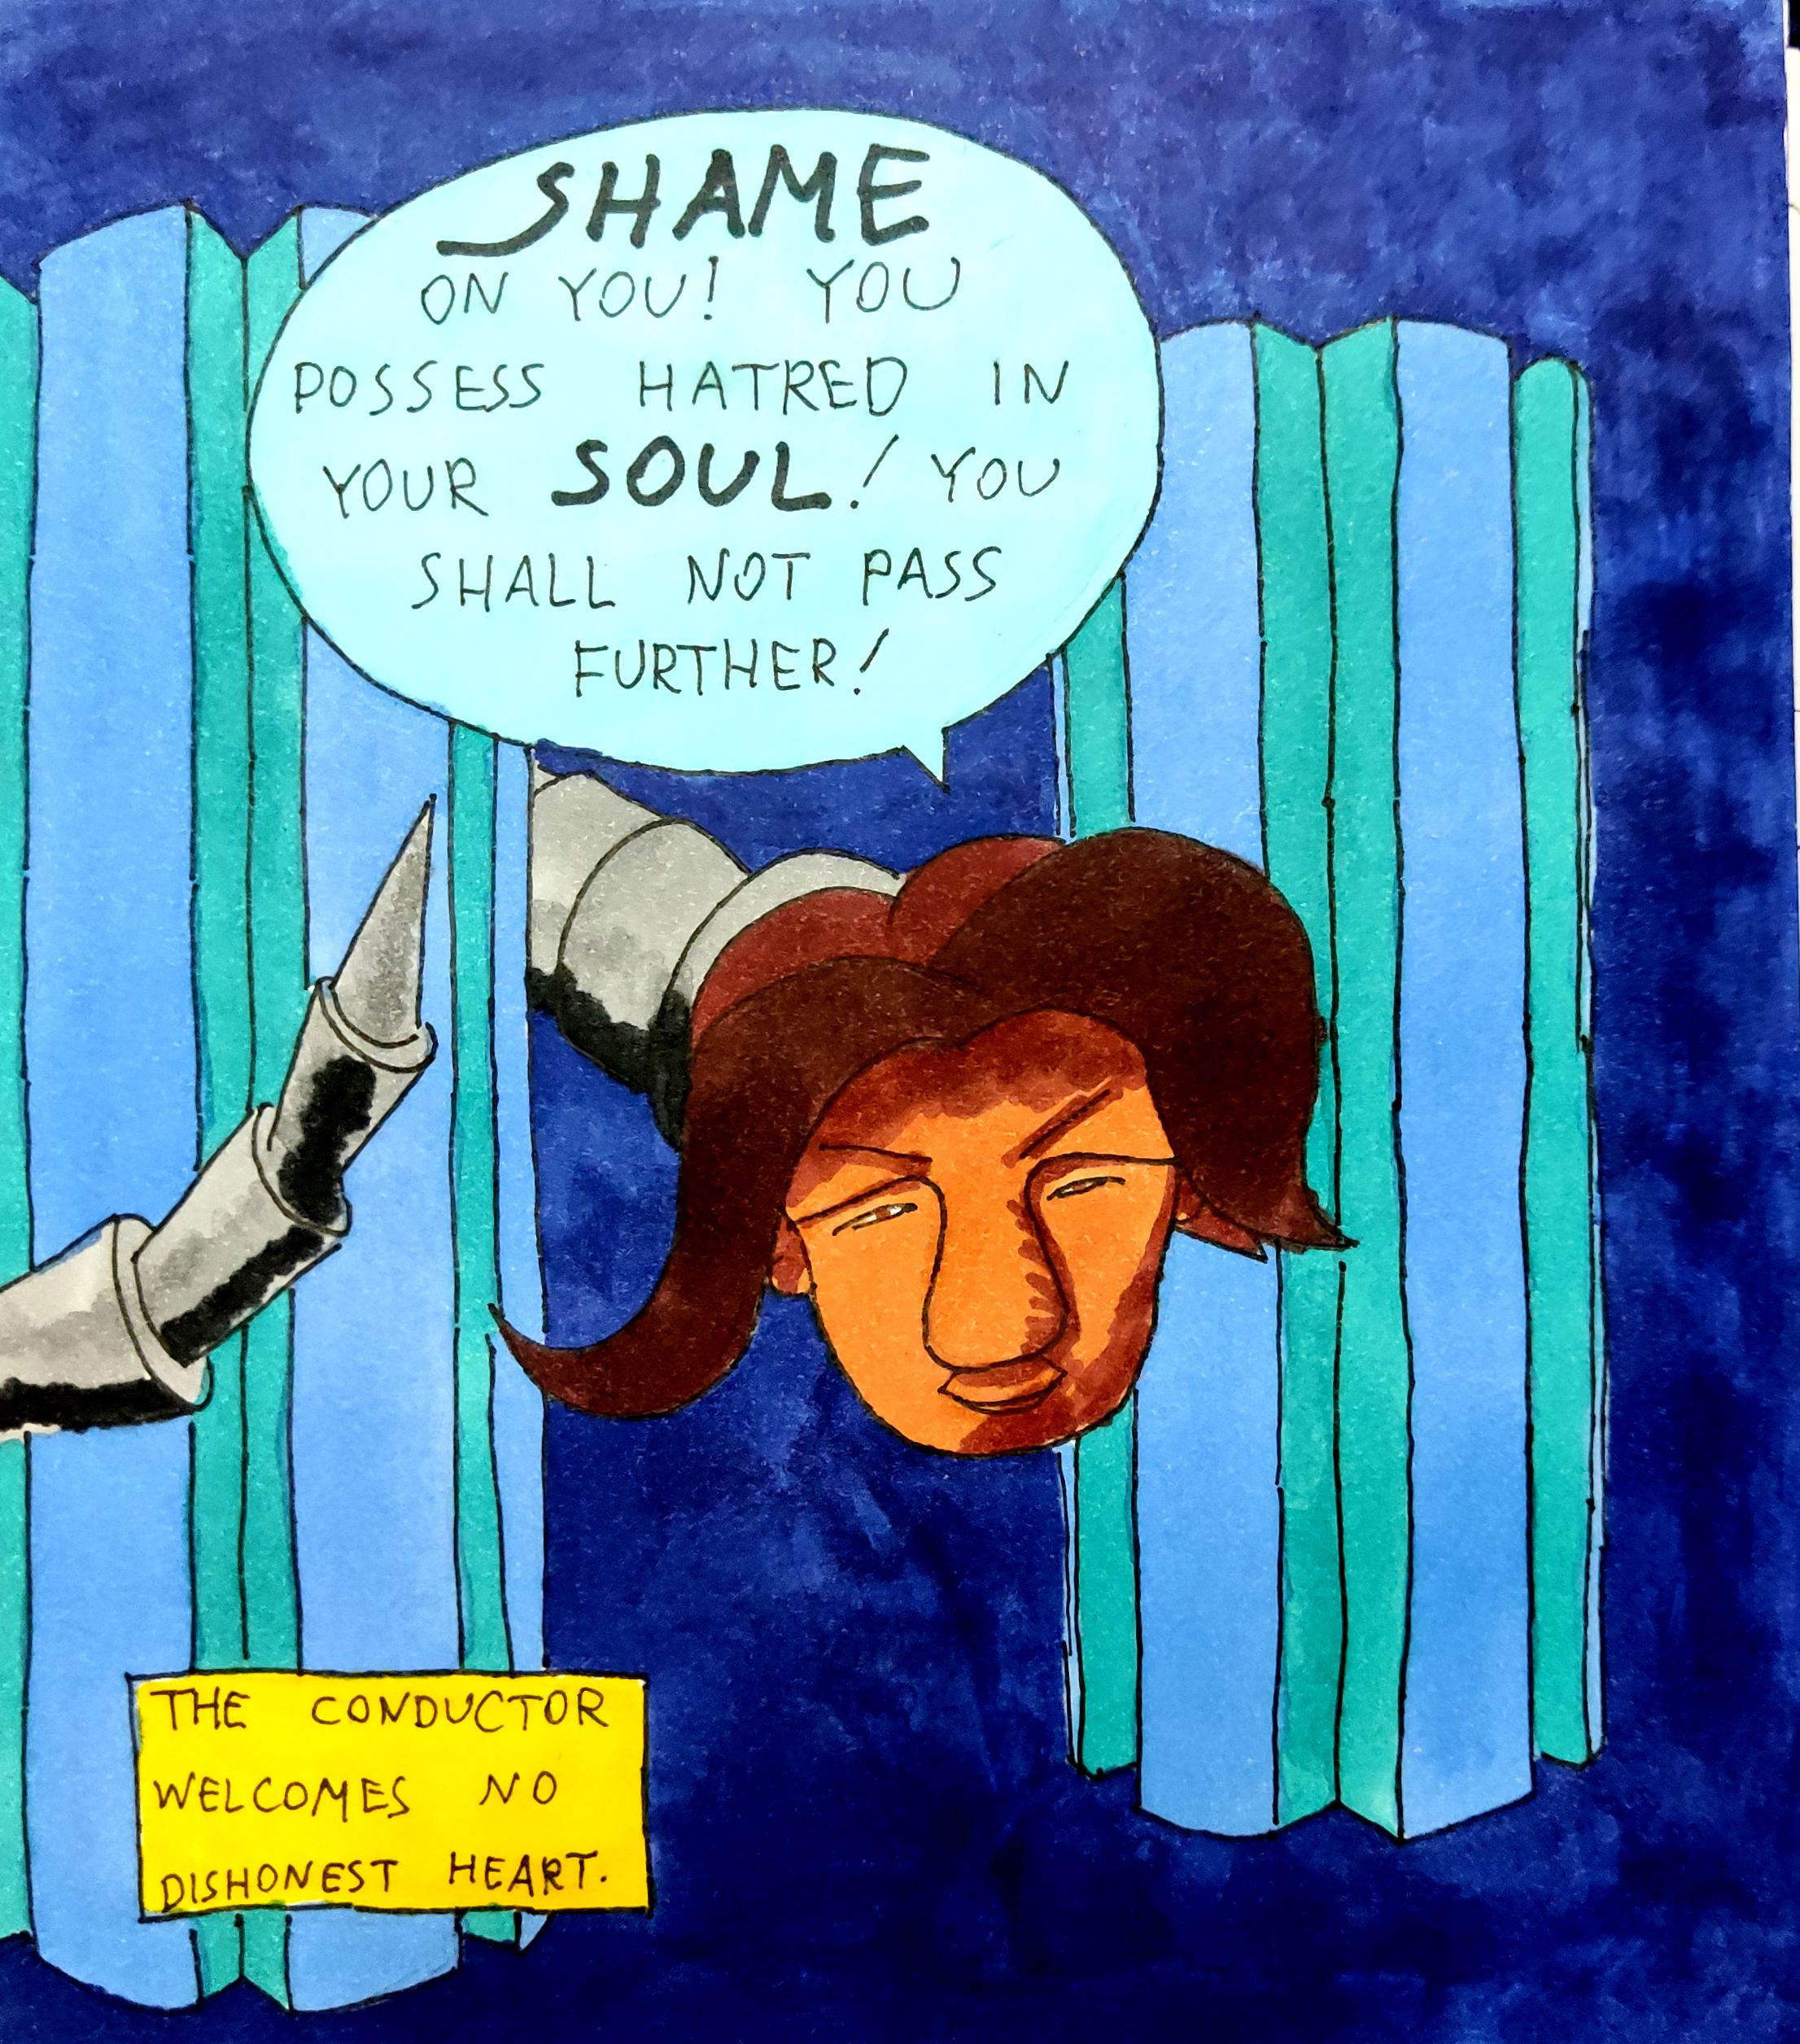 SHAME
ON YOU! YOU
POSSESS HATRED IN
YOUR SOUL! YOU
SHALL NOT PASS
FURTHER!
THE CONDUCTOR
WELCOMES NO
DISHONEST HEART.